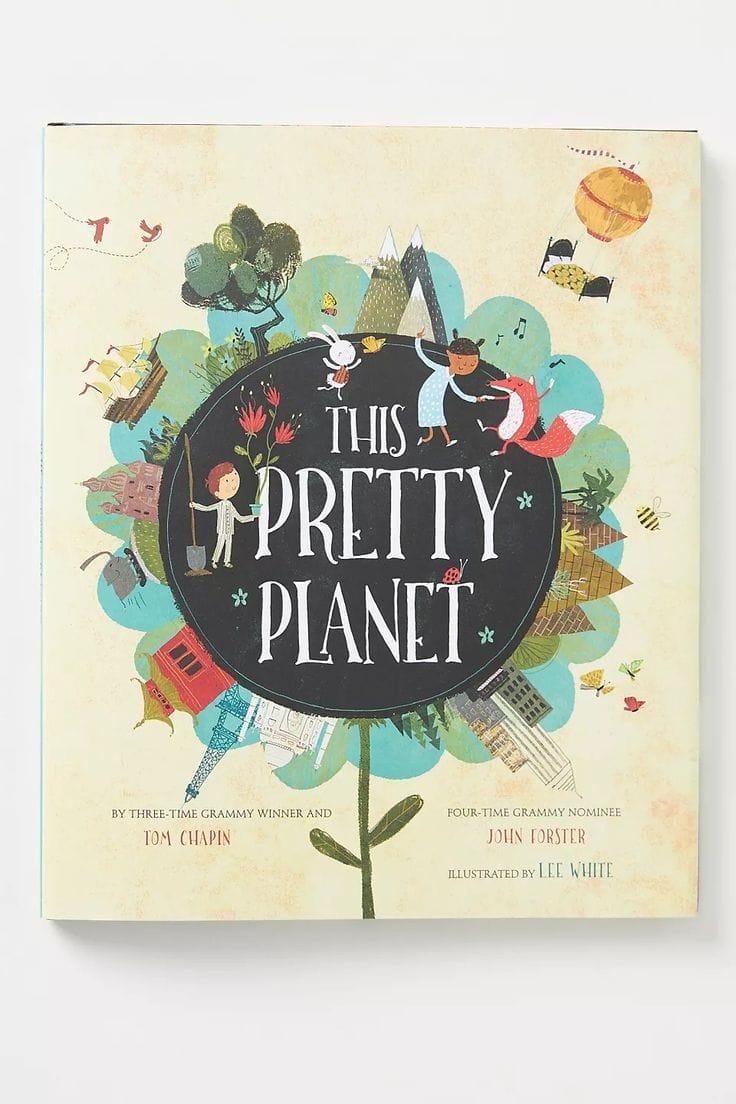 THIS
PRETTY
PLANET
BY THREE-TIME GRAMMY WINNER AND
TOM CHAPIN
FOUR-TIME GRAMMY NOMINEE
JOHN FORSTER
ILLUSTRATED BY LEE WHITE